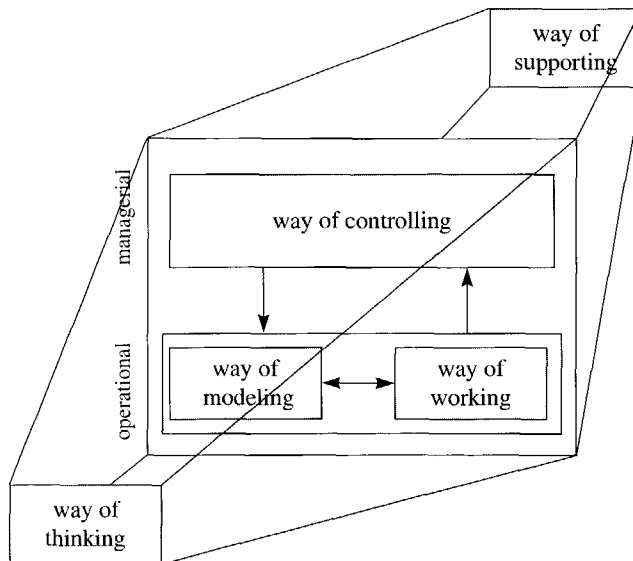 way of
supporting
managerial
way of controlling
operational
way of
modeling
way of
working
way of
thinking